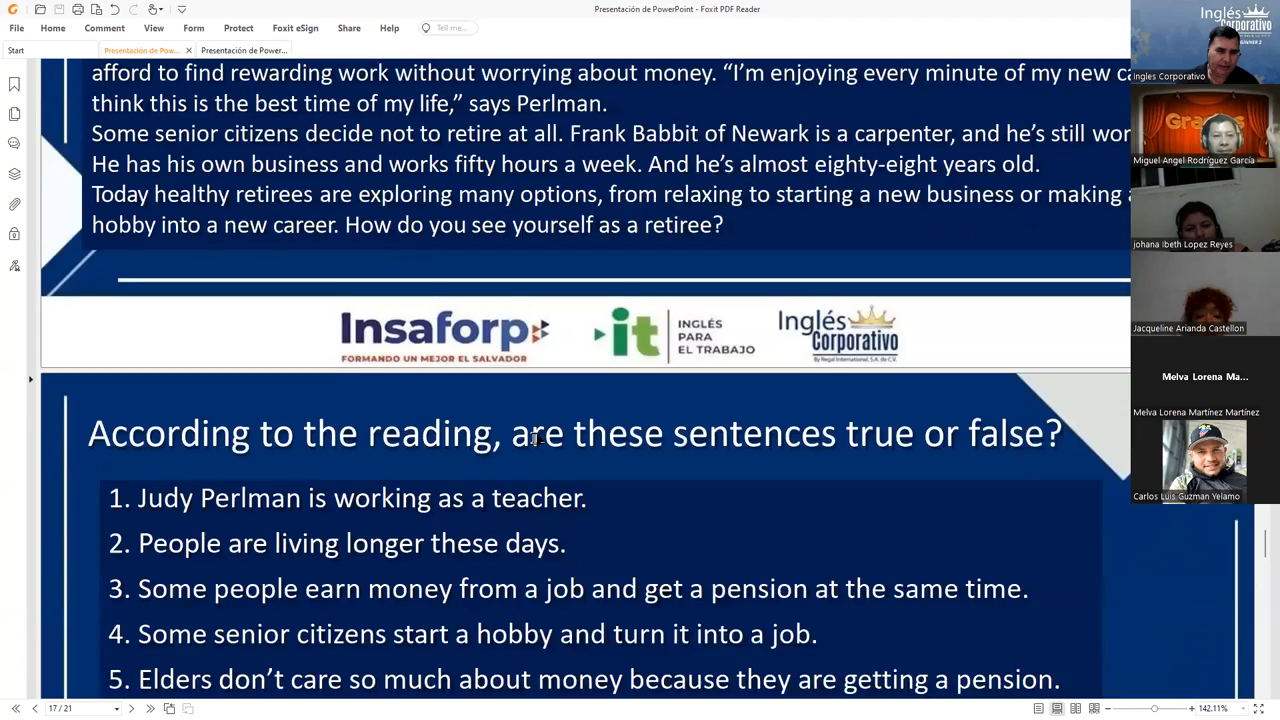 Presentación de PowerPoint - Foxit PDF Reader
File Home Comment View Form Protect Foxit eSign Share Help Tell me...
Start Presentación de Pow... Presentación de Power...
afford to find rewarding work without worrying about money. “I’m enjoying every minute of my new
think this is the best time of my life,” says Perlman.
Some senior citizens decide not to retire at all. Frank Babbit of Newark is a carpenter, and he’s still
He has his own business and works fifty hours a week. And he’s almost eighty-eight years old.
Today healthy retirees are exploring many options, from relaxing to starting a new business or making
hobby into a new career. How do you see yourself as a retiree?
Insaforp
FORMANDO UN MEJOR EL SALVADOR
it
INGLÉS
PARA
EL TRABAJO
Inglés
Corporativo
By Regal International, S.A. de C.V.
According to the reading, are these sentences true or false?
1. Judy Perlman is working as a teacher.
2. People are living longer these days.
3. Some people earn money from a job and get a pension at the same time.
4. Some senior citizens start a hobby and turn it into a job.
5. Elders don’t care so much about money because they are getting a pension.
17 / 21
142.11%
Inglés
Corporativo
Ingles Corporativo
Miguel Angel Rodríguez García
johana Ibeth Lopez Reyes
Jacqueline Arianda Castellon
Melva Lorena Ma...
Melva Lorena Martínez Martínez
Carlos Luis Guzman Yelamo